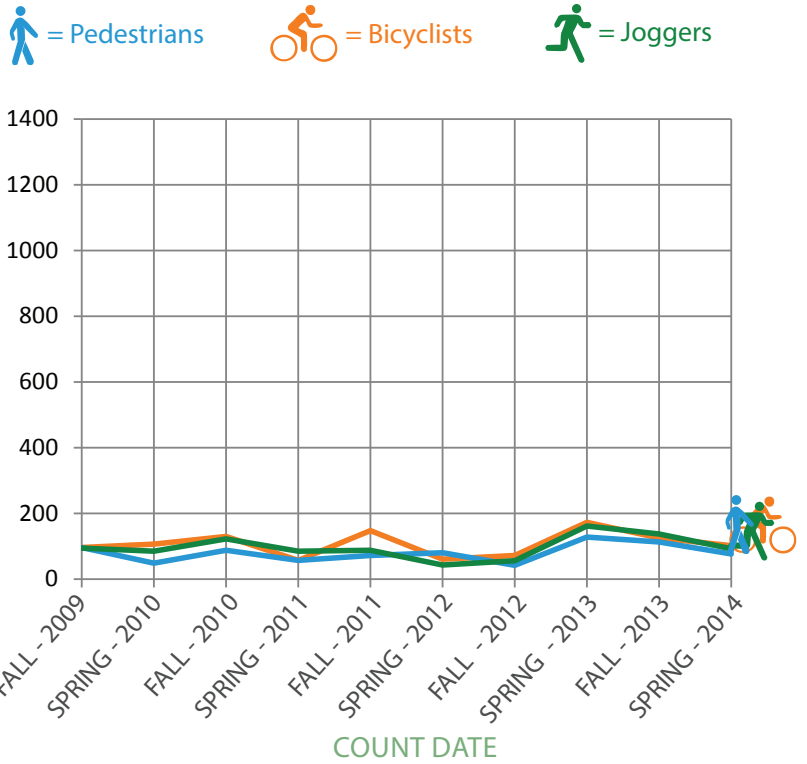 = Pedestrians
= Bicyclists
= Joggers
1400
1200
1000
800
600
400
200
0
FALL - 2009
SPRING - 2010
FALL - 2010
SPRING - 2011
FALL - 2011
SPRING - 2012
FALL - 2012
SPRING - 2013
FALL - 2013
SPRING - 2014
COUNT DATE